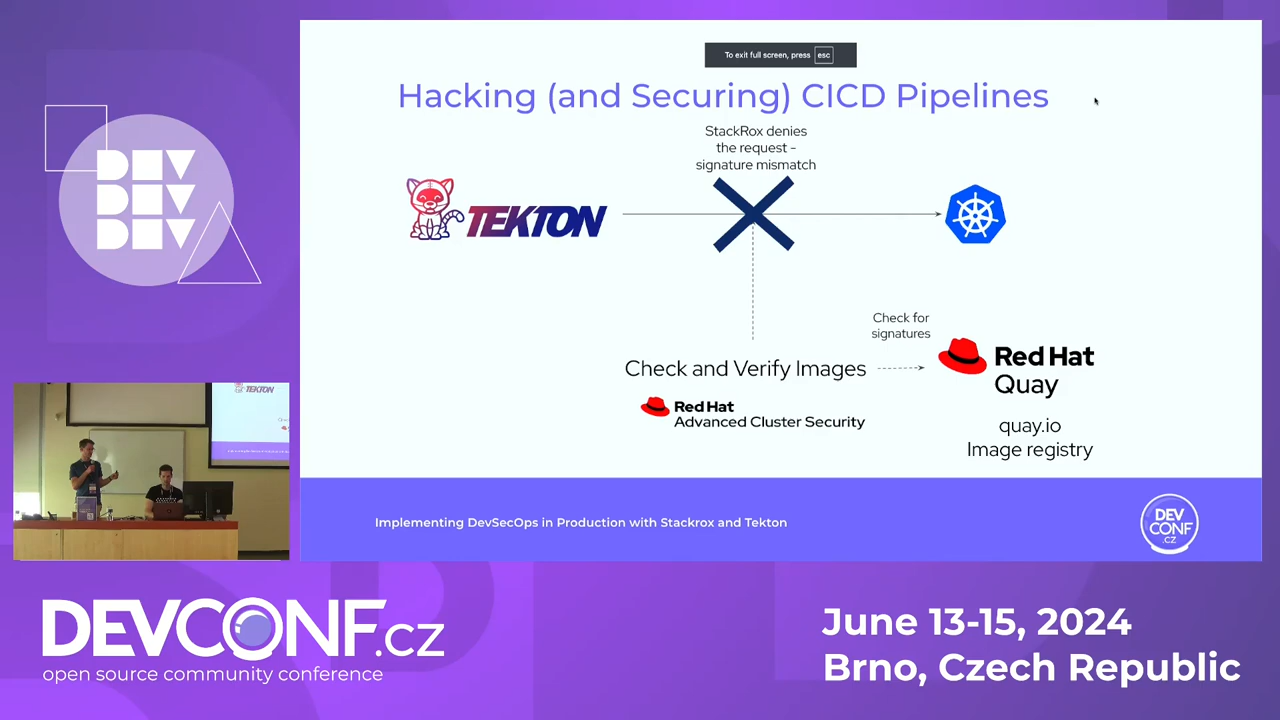 To exit full screen, press esc
Hacking (and Securing) CICD Pipelines
StackRox denies
the request -
signature mismatch
TEKTON
Check for
signatures
Check and Verify Images
Red Hat
Advanced Cluster Security
Red Hat
Quay
quay.io
Image registry
Implementing DevSecOps in Production with Stackrox and Tekton
DEV
CONF
.CZ
DEV
DEV
DEV
TEKTON
DEVCONF.cz
open source community conference
June 13-15, 2024
Brno, Czech Republic